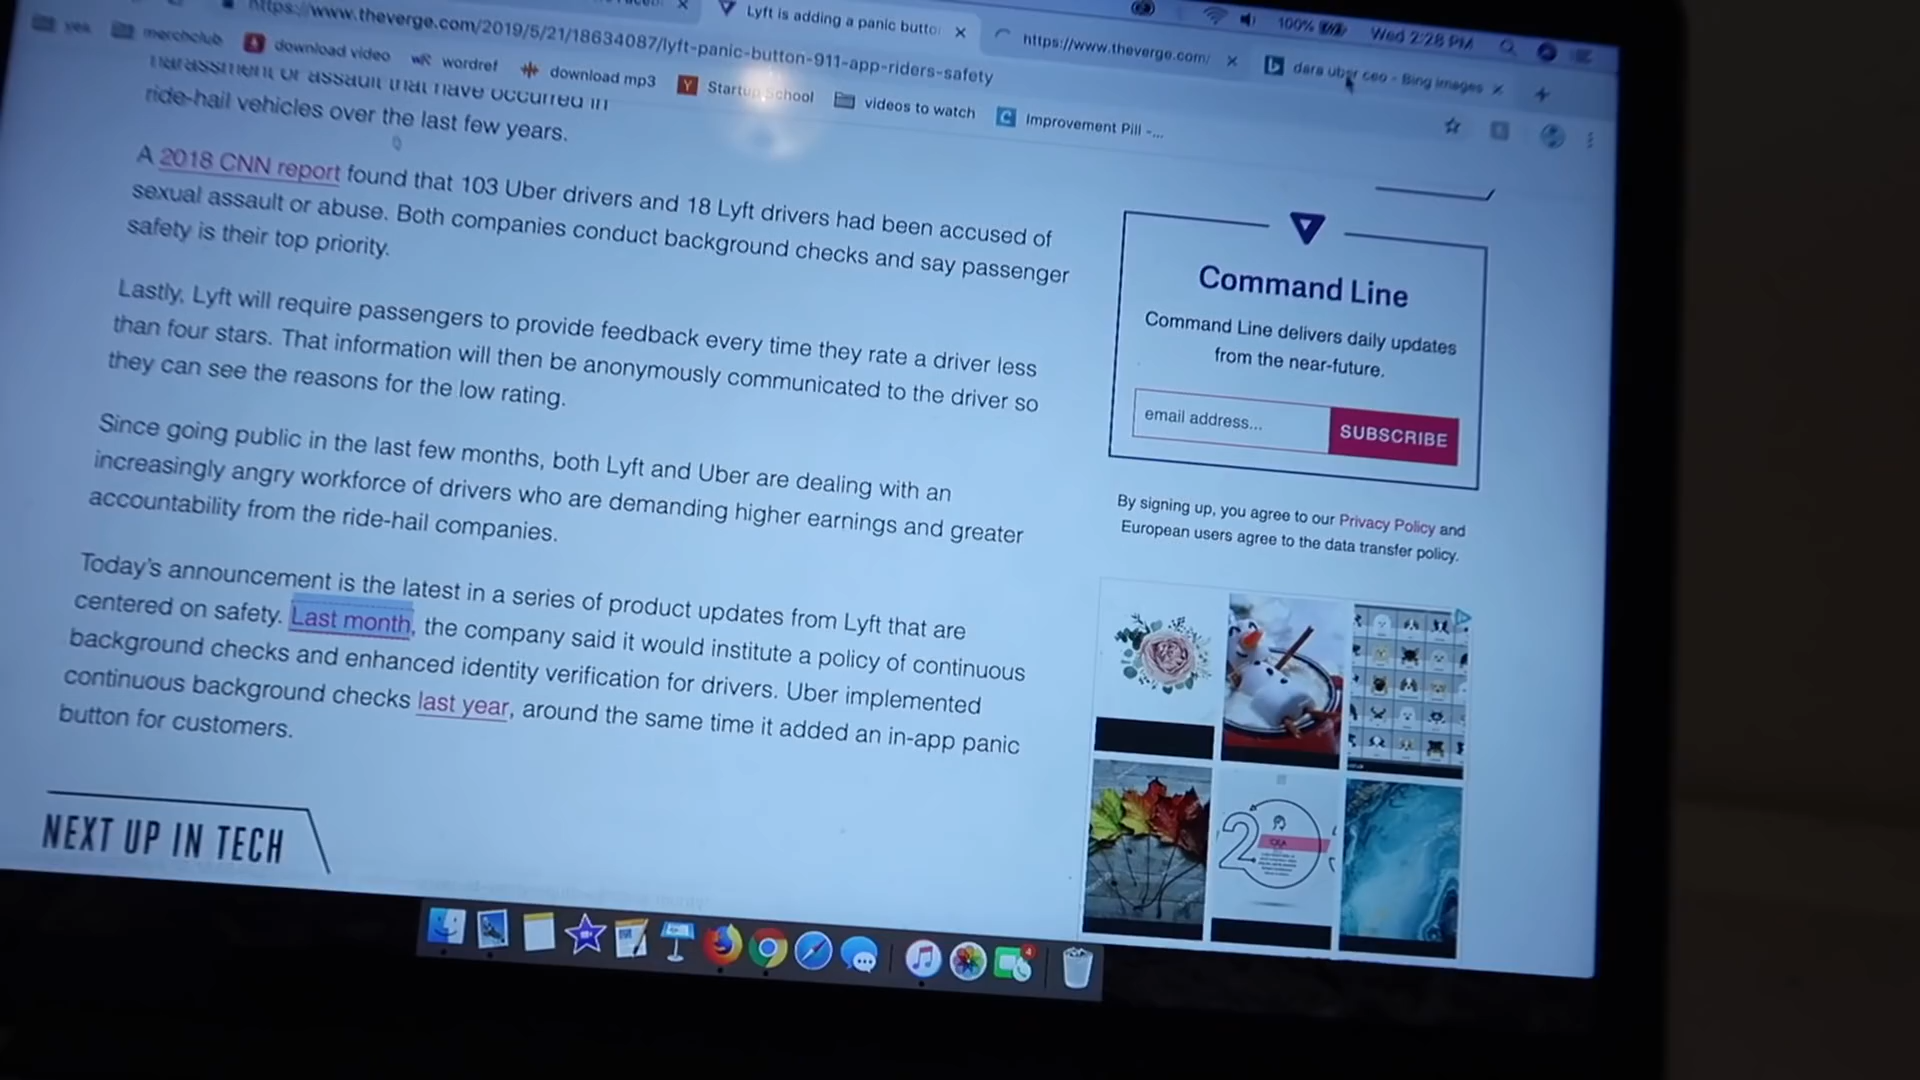 Lyft is adding a panic butto
https://www.theverge.com/
dara uber ceo - Bing images
100%
Wed 2:28 PM
https://www.theverge.com/2019/5/21/18634087/lyft-panic-button-911-app-riders-safety
yes
merchclub
download video
wordref
download mp3
Startup School
videos to watch
Improvement Pill -...
harassment or assault that have occurred in
ride-hail vehicles over the last few years.
A 2018 CNN report found that 103 Uber drivers and 18 Lyft drivers had been accused of
sexual assault or abuse. Both companies conduct background checks and say passenger
safety is their top priority.
Lastly, Lyft will require passengers to provide feedback every time they rate a driver less
than four stars. That information will then be anonymously communicated to the driver so
they can see the reasons for the low rating.
Since going public in the last few months, both Lyft and Uber are dealing with an
increasingly angry workforce of drivers who are demanding higher earnings and greater
accountability from the ride-hail companies.
Today's announcement is the latest in a series of product updates from Lyft that are
centered on safety. Last month, the company said it would institute a policy of continuous
background checks and enhanced identity verification for drivers. Uber implemented
continuous background checks last year, around the same time it added an in-app panic
button for customers.
NEXT UP IN TECH
Command Line
Command Line delivers daily updates
from the near-future.
email address...
SUBSCRIBE
By signing up, you agree to our Privacy Policy and
European users agree to the data transfer policy.
2
IDEA
4